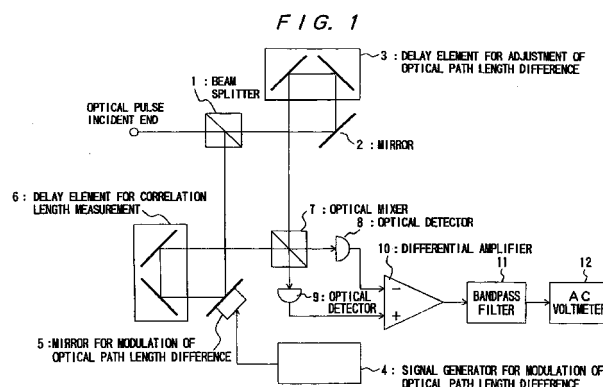 FIG. 1
3 : DELAY ELEMENT FOR ADJUSTMENT OF
OPTICAL PATH LENGTH DIFFERENCE
1 : BEAM
SPLITTER
OPTICAL PULSE
INCIDENT END
2 : MIRROR
6 : DELAY ELEMENT FOR CORRELATION
LENGTH MEASUREMENT
7 : OPTICAL MIXER
8 : OPTICAL DETECTOR
10 : DIFFERENTIAL AMPLIFIER
11
12
−
+
9 : OPTICAL
DETECTOR
BANDPASS
FILTER
AC
VOLTMETER
5 : MIRROR FOR MODULATION OF
OPTICAL PATH LENGTH DIFFERENCE
4 : SIGNAL GENERATOR FOR MODULATION OF
OPTICAL PATH LENGTH DIFFERENCE